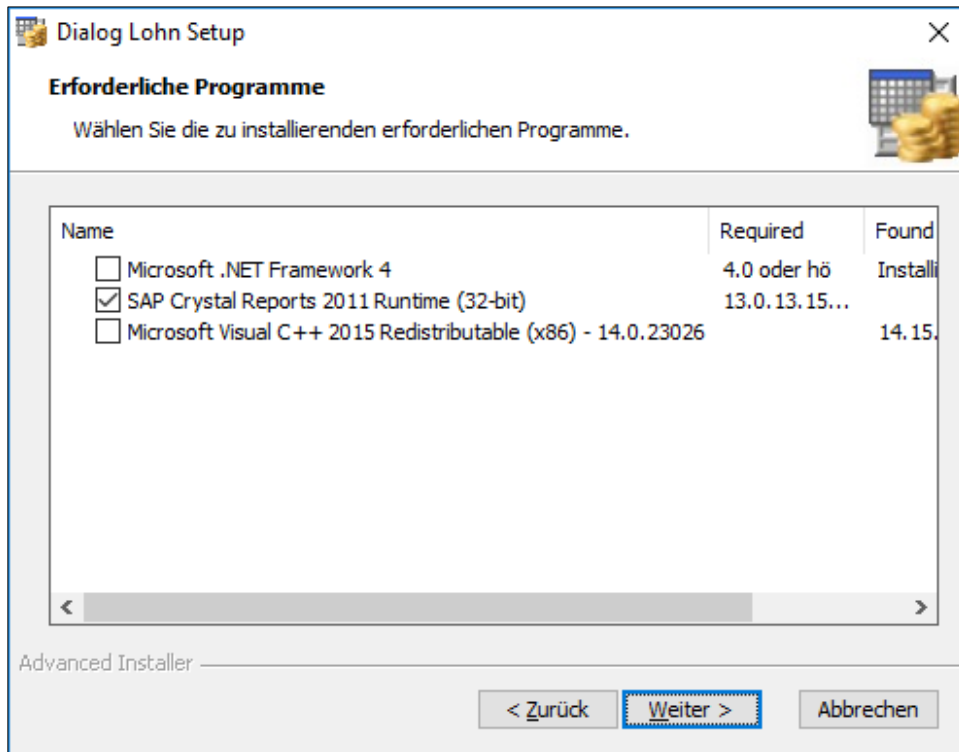 Dialog Lohn Setup
Erforderliche Programme
Wählen Sie die zu installierenden erforderlichen Programme.
Name Required Found
Microsoft .NET Framework 4 4.0 oder hö Installi
SAP Crystal Reports 2011 Runtime (32-bit) 13.0.13.15...
Microsoft Visual C++ 2015 Redistributable (x86) - 14.0.23026 14.15.
Advanced Installer
< Zurück Weiter > Abbrechen